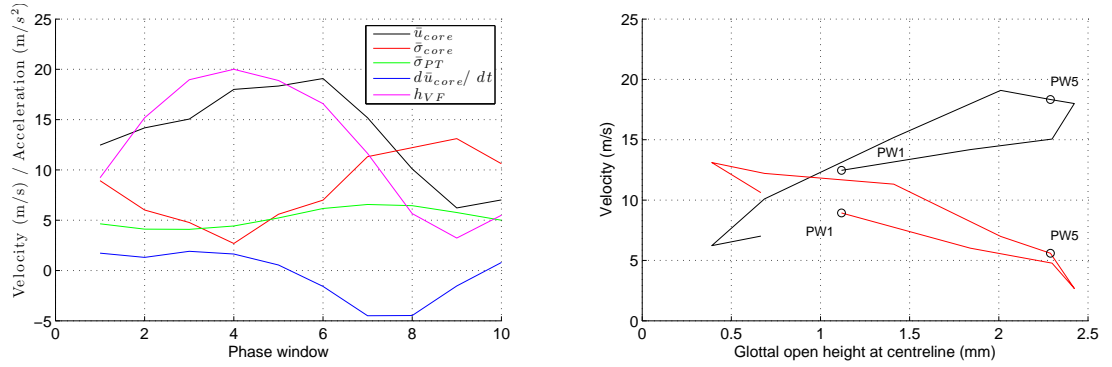 25
20
15
10
5
0
−5
0
2
4
6
8
10
Phase window
Velocity (m/s) / Acceleration (m/s²)
ū_core
σ̄_core
σ̄_PT
dū_core/ dt
h_VF
25
20
15
10
5
0
0
0.5
1
1.5
2
2.5
Glottal open height at centreline (mm)
Velocity (m/s)
PW5
PW1
PW1
PW5